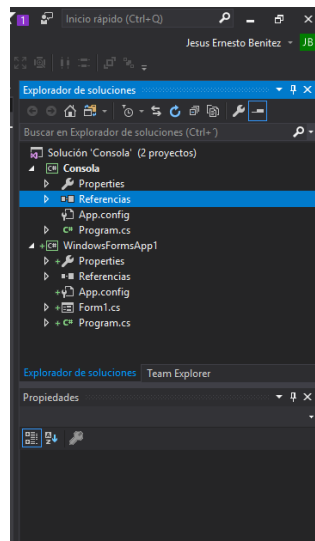 1 Inicio rápido (Ctrl+Q)
Jesus Ernesto Benitez JB
Explorador de soluciones
Buscar en Explorador de soluciones (Ctrl+´)
Solución 'Consola' (2 proyectos)
C# Consola
Properties
Referencias
App.config
C# Program.cs
+ C# WindowsFormsApp1
+ Properties
Referencias
+ App.config
+ Form1.cs
+ C# Program.cs
Explorador de soluciones Team Explorer
Propiedades